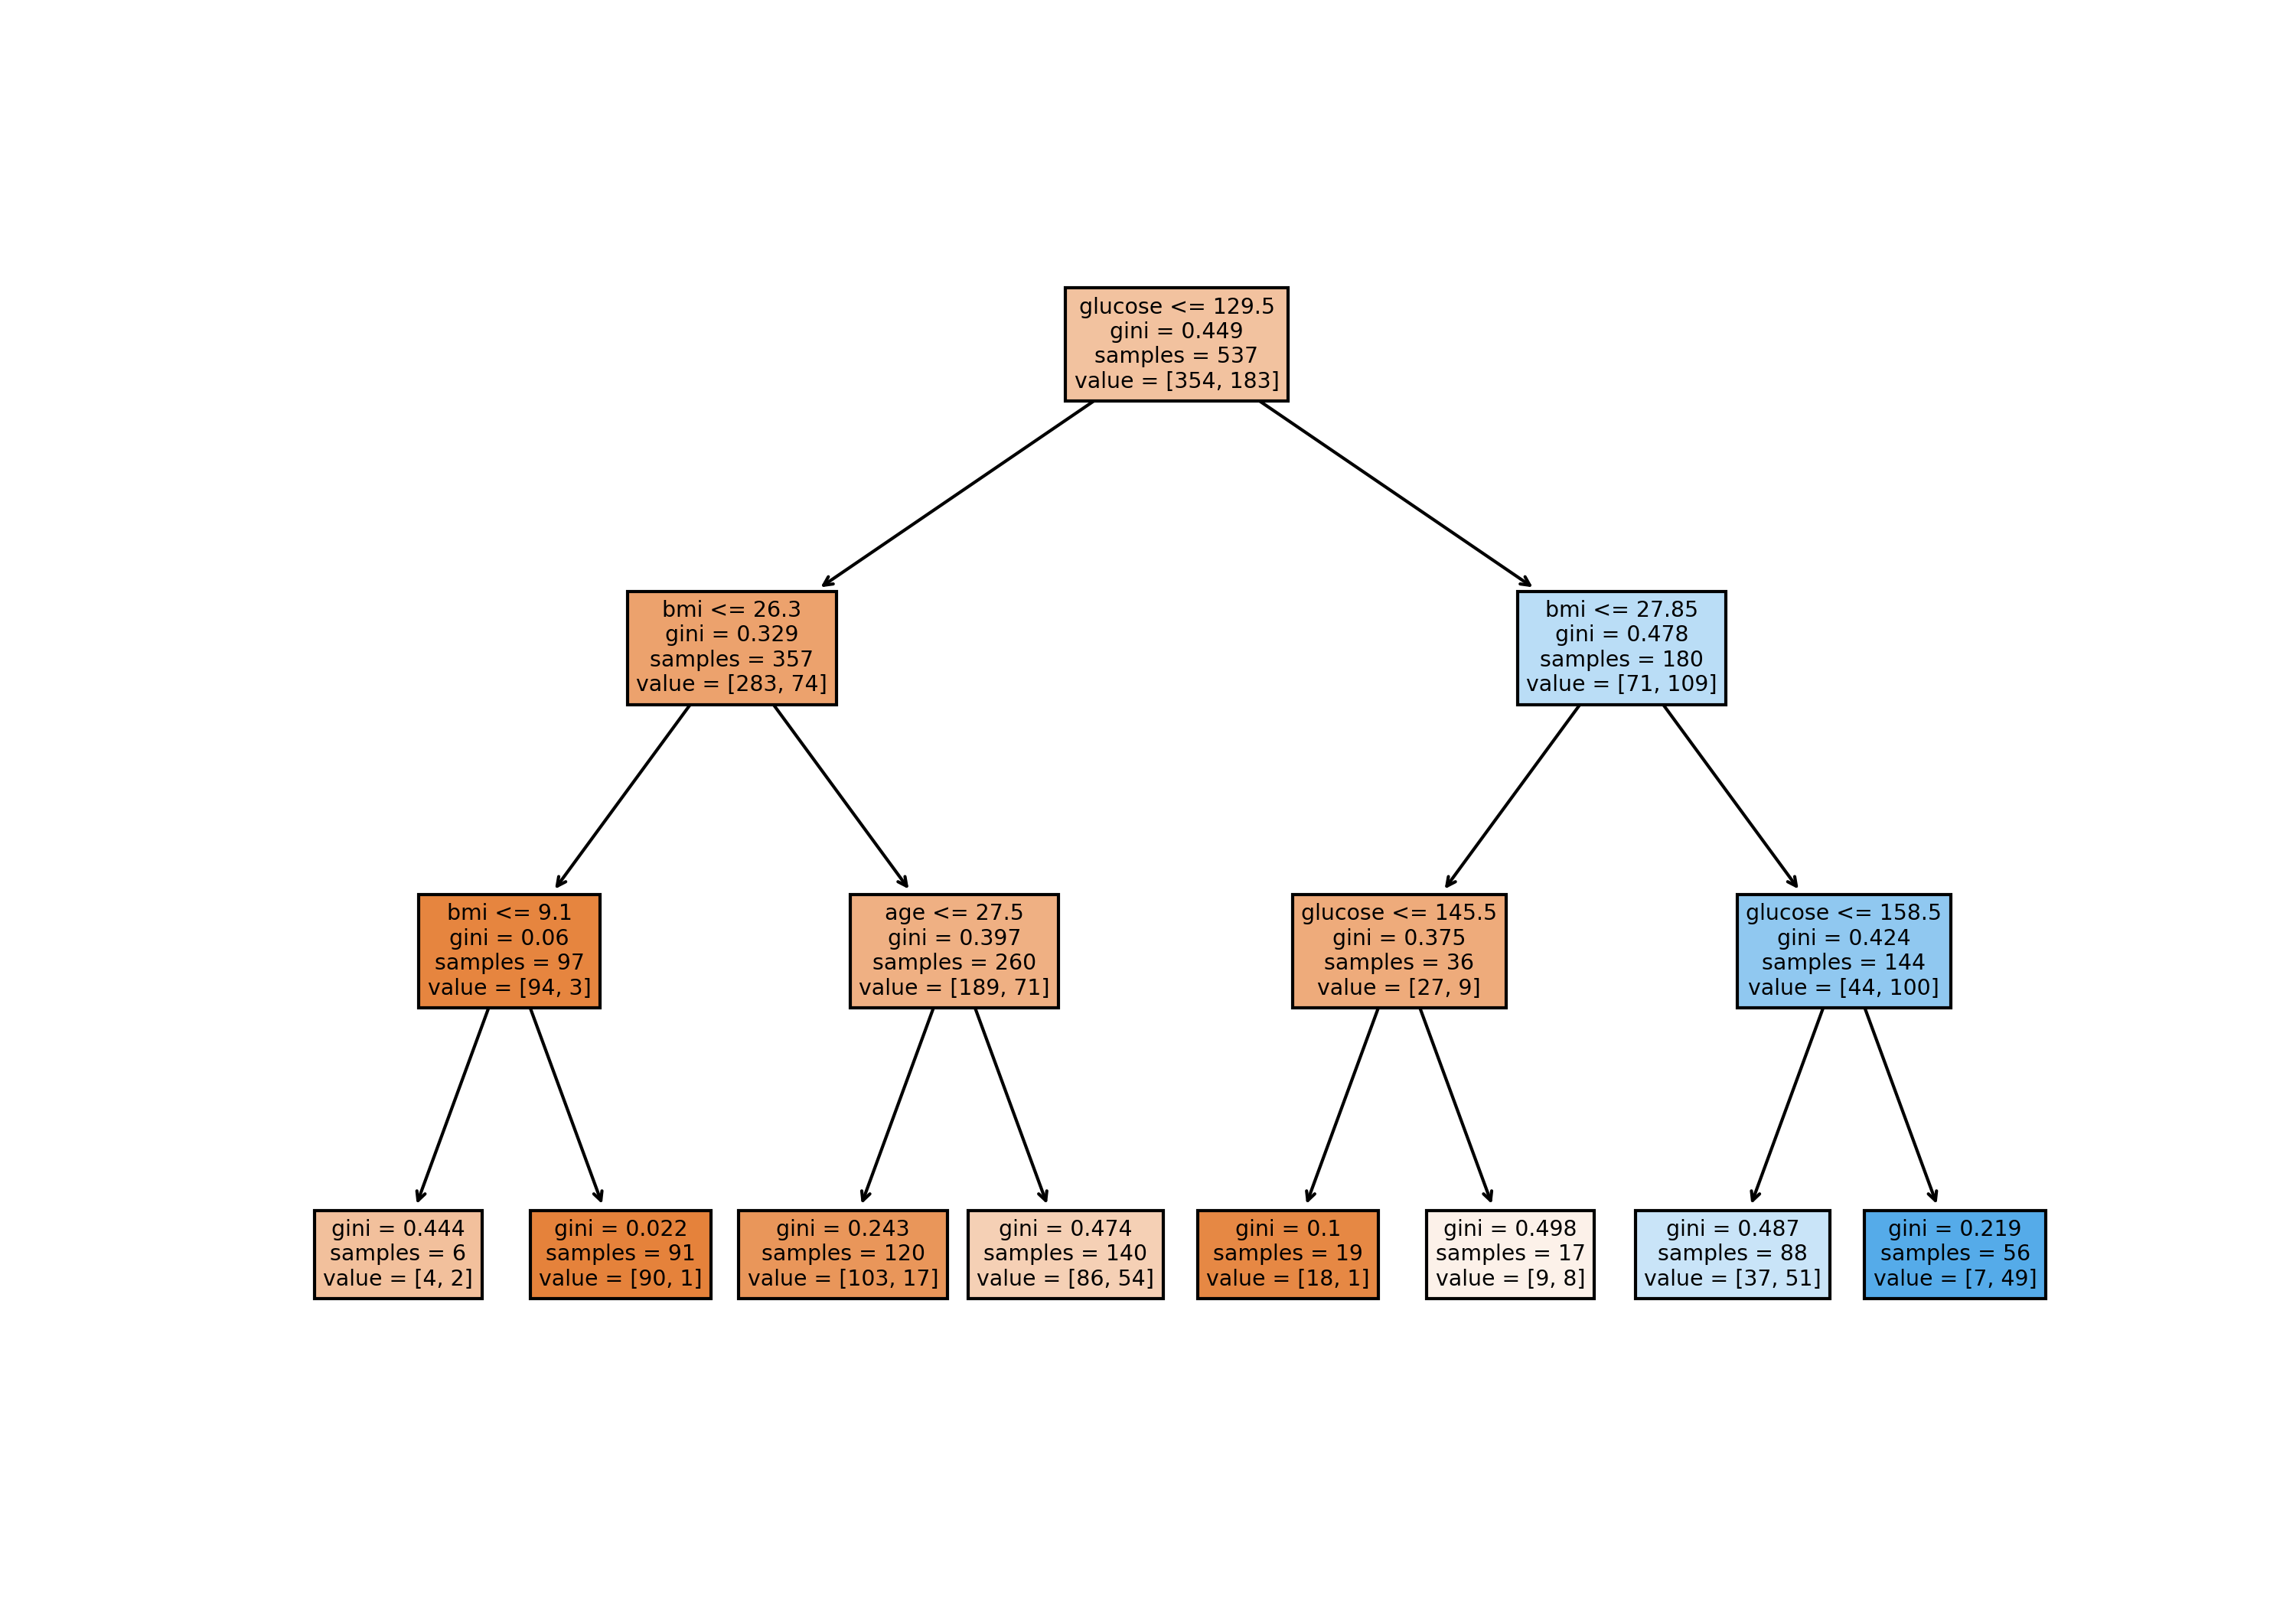 glucose <= 129.5
gini = 0.449
samples = 537
value = [354, 183]
bmi <= 26.3
gini = 0.329
samples = 357
value = [283, 74]
bmi <= 27.85
gini = 0.478
samples = 180
value = [71, 109]
bmi <= 9.1
gini = 0.06
samples = 97
value = [94, 3]
age <= 27.5
gini = 0.397
samples = 260
value = [189, 71]
glucose <= 145.5
gini = 0.375
samples = 36
value = [27, 9]
glucose <= 158.5
gini = 0.424
samples = 144
value = [44, 100]
gini = 0.444
samples = 6
value = [4, 2]
gini = 0.022
samples = 91
value = [90, 1]
gini = 0.243
samples = 120
value = [103, 17]
gini = 0.474
samples = 140
value = [86, 54]
gini = 0.1
samples = 19
value = [18, 1]
gini = 0.498
samples = 17
value = [9, 8]
gini = 0.487
samples = 88
value = [37, 51]
gini = 0.219
samples = 56
value = [7, 49]